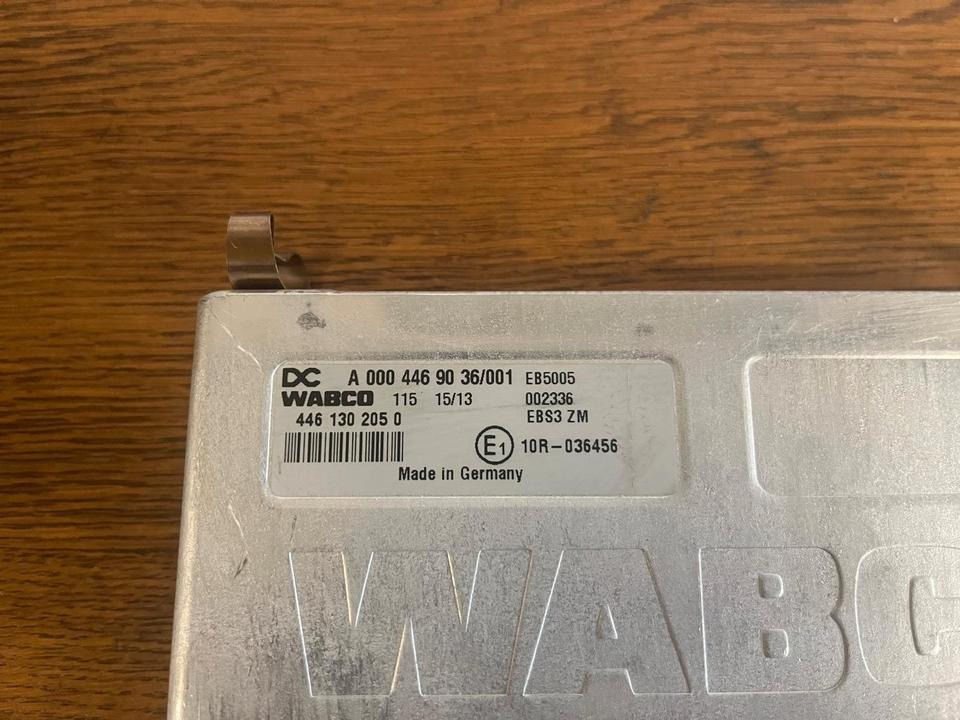 DC A 000 446 90 36/001 EB5005
WABCO 115 15/13 002336
446 130 205 0 EBS3 ZM
E1 10R-036456
Made in Germany
WABC